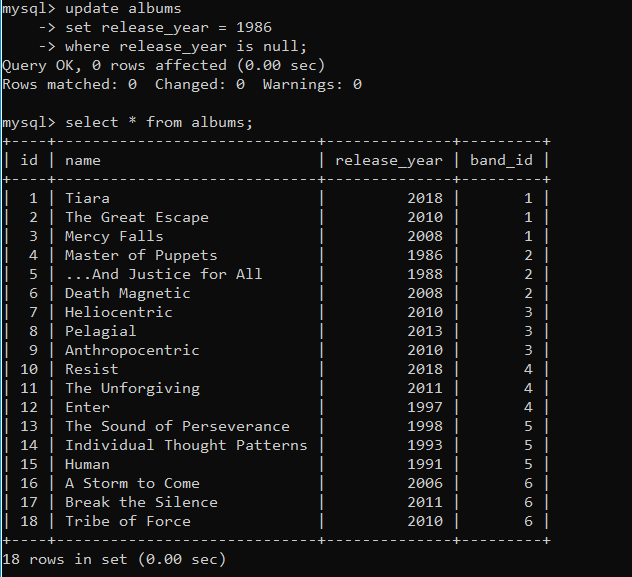 mysql> update albums
    -> set release_year = 1986
    -> where release_year is null;
Query OK, 0 rows affected (0.00 sec)
Rows matched: 0  Changed: 0  Warnings: 0

mysql> select * from albums;
+----+-----------------------------+--------------+---------+
| id | name                        | release_year | band_id |
+----+-----------------------------+--------------+---------+
|  1 | Tiara                       |         2018 |       1 |
|  2 | The Great Escape            |         2010 |       1 |
|  3 | Mercy Falls                 |         2008 |       1 |
|  4 | Master of Puppets           |         1986 |       2 |
|  5 | ...And Justice for All      |         1988 |       2 |
|  6 | Death Magnetic              |         2008 |       2 |
|  7 | Heliocentric                |         2010 |       3 |
|  8 | Pelagial                    |         2013 |       3 |
|  9 | Anthropocentric             |         2010 |       3 |
| 10 | Resist                      |         2018 |       4 |
| 11 | The Unforgiving             |         2011 |       4 |
| 12 | Enter                       |         1997 |       4 |
| 13 | The Sound of Perseverance   |         1998 |       5 |
| 14 | Individual Thought Patterns |         1993 |       5 |
| 15 | Human                       |         1991 |       5 |
| 16 | A Storm to Come             |         2006 |       6 |
| 17 | Break the Silence           |         2011 |       6 |
| 18 | Tribe of Force              |         2010 |       6 |
+----+-----------------------------+--------------+---------+
18 rows in set (0.00 sec)